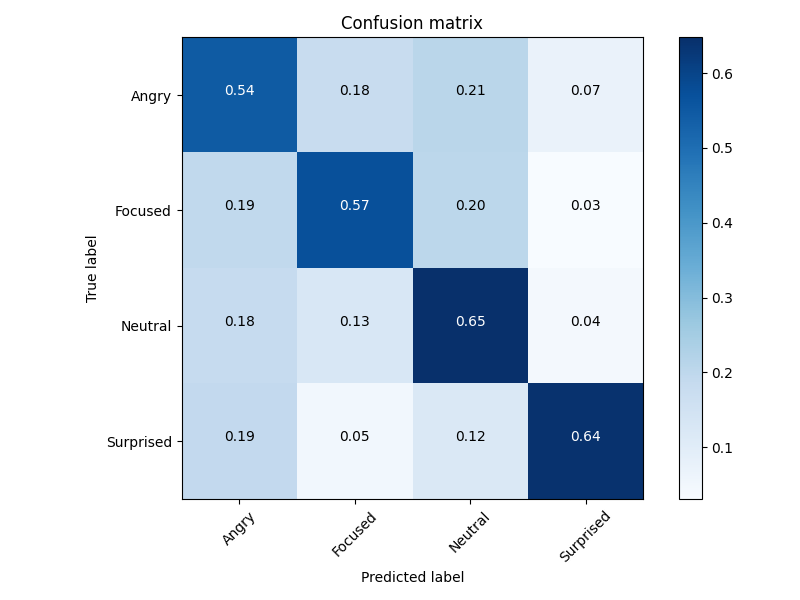 Confusion matrix
True label
Angry 0.54 0.18 0.21 0.07
Focused 0.19 0.57 0.20 0.03
Neutral 0.18 0.13 0.65 0.04
Surprised 0.19 0.05 0.12 0.64
Angry Focused Neutral Surprised
Predicted label
0.6
0.5
0.4
0.3
0.2
0.1